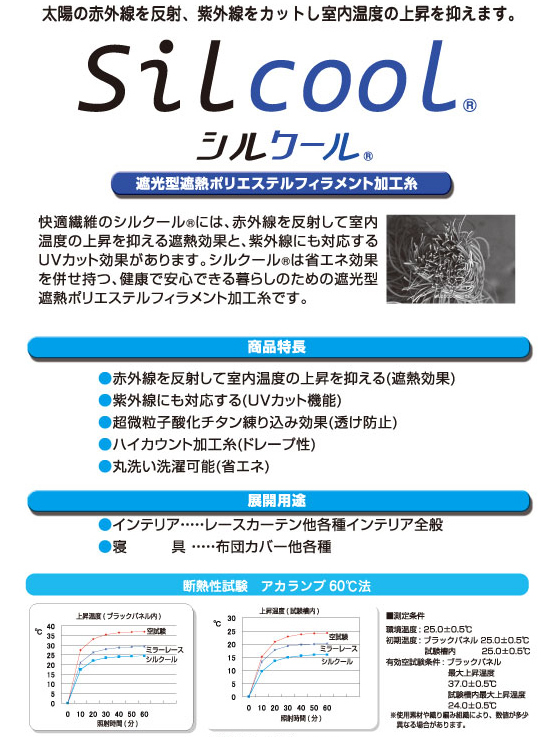 太陽の赤外線を反射、紫外線をカットし室内温度の上昇を抑えます。
Silcool®
シルクール®
遮光型遮熱ポリエステルフィラメント加工糸
快適繊維のシルクール®には、赤外線を反射して室内
温度の上昇を抑える遮熱効果と、紫外線にも対応する
UVカット効果があります。シルクール®は省エネ効果
を併せ持つ、健康で安心できる暮らしのための遮光型
遮熱ポリエステルフィラメント加工糸です。
商品特長
●赤外線を反射して室内温度の上昇を抑える(遮熱効果)
●紫外線にも対応する(UVカット機能)
●超微粒子酸化チタン練り込み効果(透け防止)
●ハイカウント加工糸(ドレープ性)
●丸洗い洗濯可能(省エネ)
展開用途
●インテリア‥‥‥レースカーテン他各種インテリア全般
●寝　　具 ‥‥‥布団カバー他各種
断熱性試験　アカランプ60℃法
上昇温度(ブラックパネル内)
℃
40
35
30
25
20
15
10
5
0
空試験
ミラーレース
シルクール
0 10 20 30 40 50 60
照射時間(分)
上昇温度(試験槽内)
℃
30
25
20
15
10
5
0
空試験
ミラーレース
シルクール
0 10 20 30 40 50 60
照射時間(分)
■測定条件
環境温度：25.0±0.5℃
初期温度：ブラックパネル 25.0±0.5℃
試験槽内 25.0±0.5℃
有効空試験条件：ブラックパネル
最大上昇温度
37.0±0.5℃
試験槽内最大上昇温度
24.0±0.5℃
※使用素材や織り編み組織により、数値が多少
異なる場合があります。